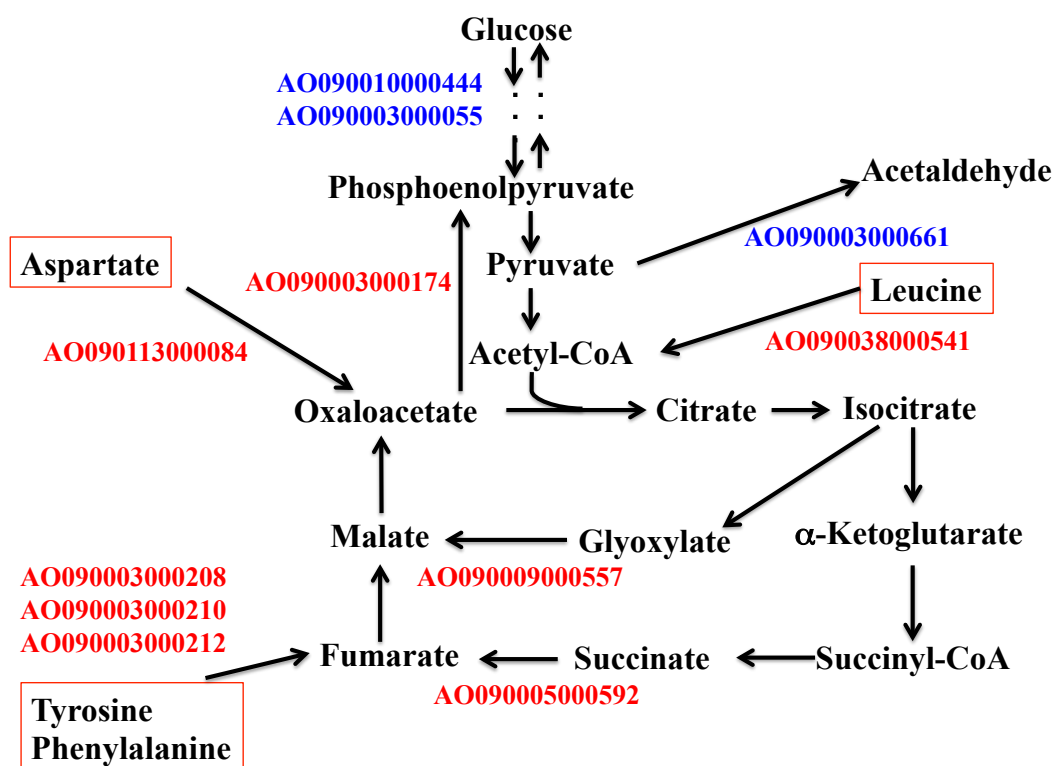 Glucose
AO090010000444
AO090003000055
Phosphoenolpyruvate
Acetaldehyde
AO090003000661
Aspartate
AO090003000174
Pyruvate
Leucine
AO090113000084
Acetyl-CoA
AO090038000541
Oxaloacetate
Citrate
Isocitrate
Malate
Glyoxylate
α-Ketoglutarate
AO090003000208
AO090003000210
AO090003000212
AO090009000557
Fumarate
Succinate
Succinyl-CoA
AO090005000592
Tyrosine
Phenylalanine